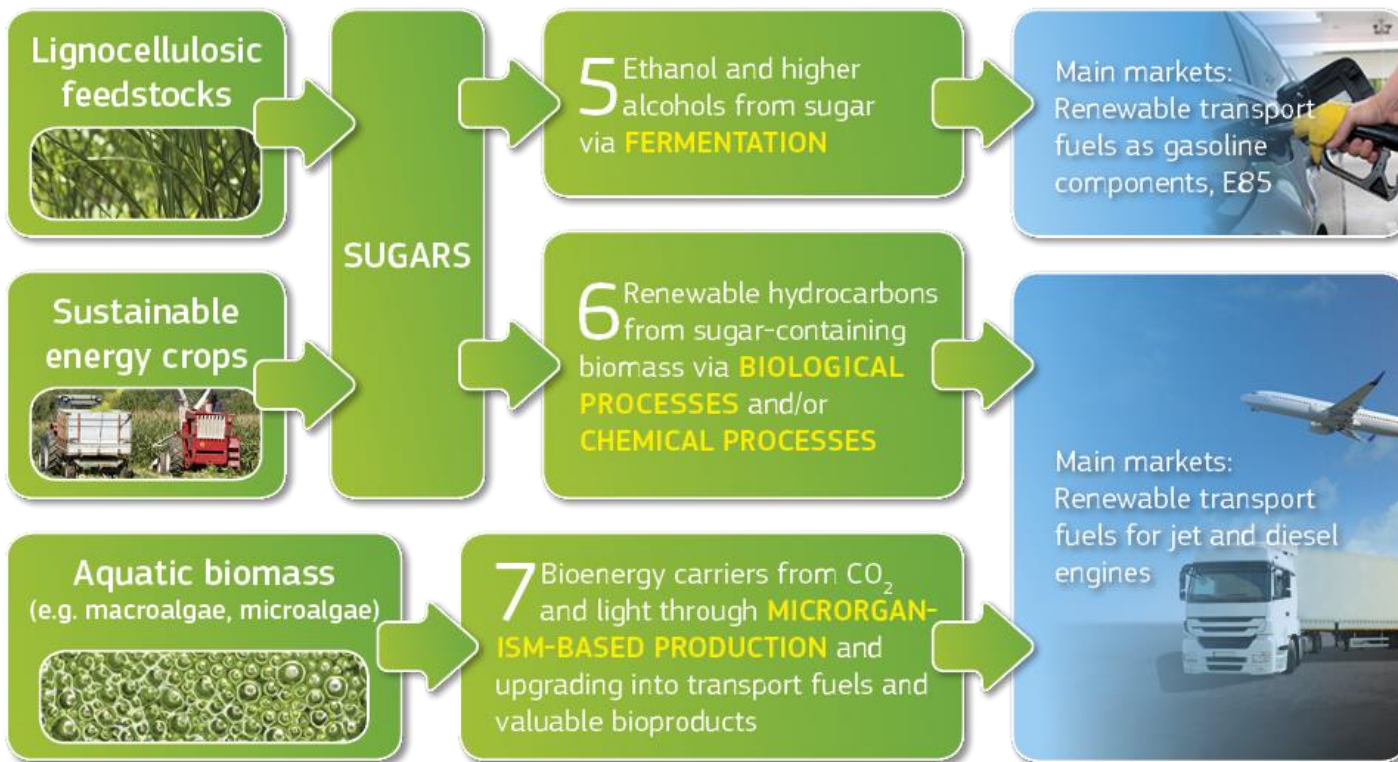 Lignocellulosic
feedstocks
SUGARS
5 Ethanol and higher
alcohols from sugar
via FERMENTATION
Main markets:
Renewable transport
fuels as gasoline
components, E85
Sustainable
energy crops
6 Renewable hydrocarbons
from sugar-containing
biomass via BIOLOGICAL
PROCESSES and/or
CHEMICAL PROCESSES
Main markets:
Renewable transport
fuels for jet and diesel
engines
Aquatic biomass
(e.g. macroalgae, microalgae)
7 Bioenergy carriers from CO₂
and light through MICRORGAN-
ISM-BASED PRODUCTION and
upgrading into transport fuels and
valuable bioproducts